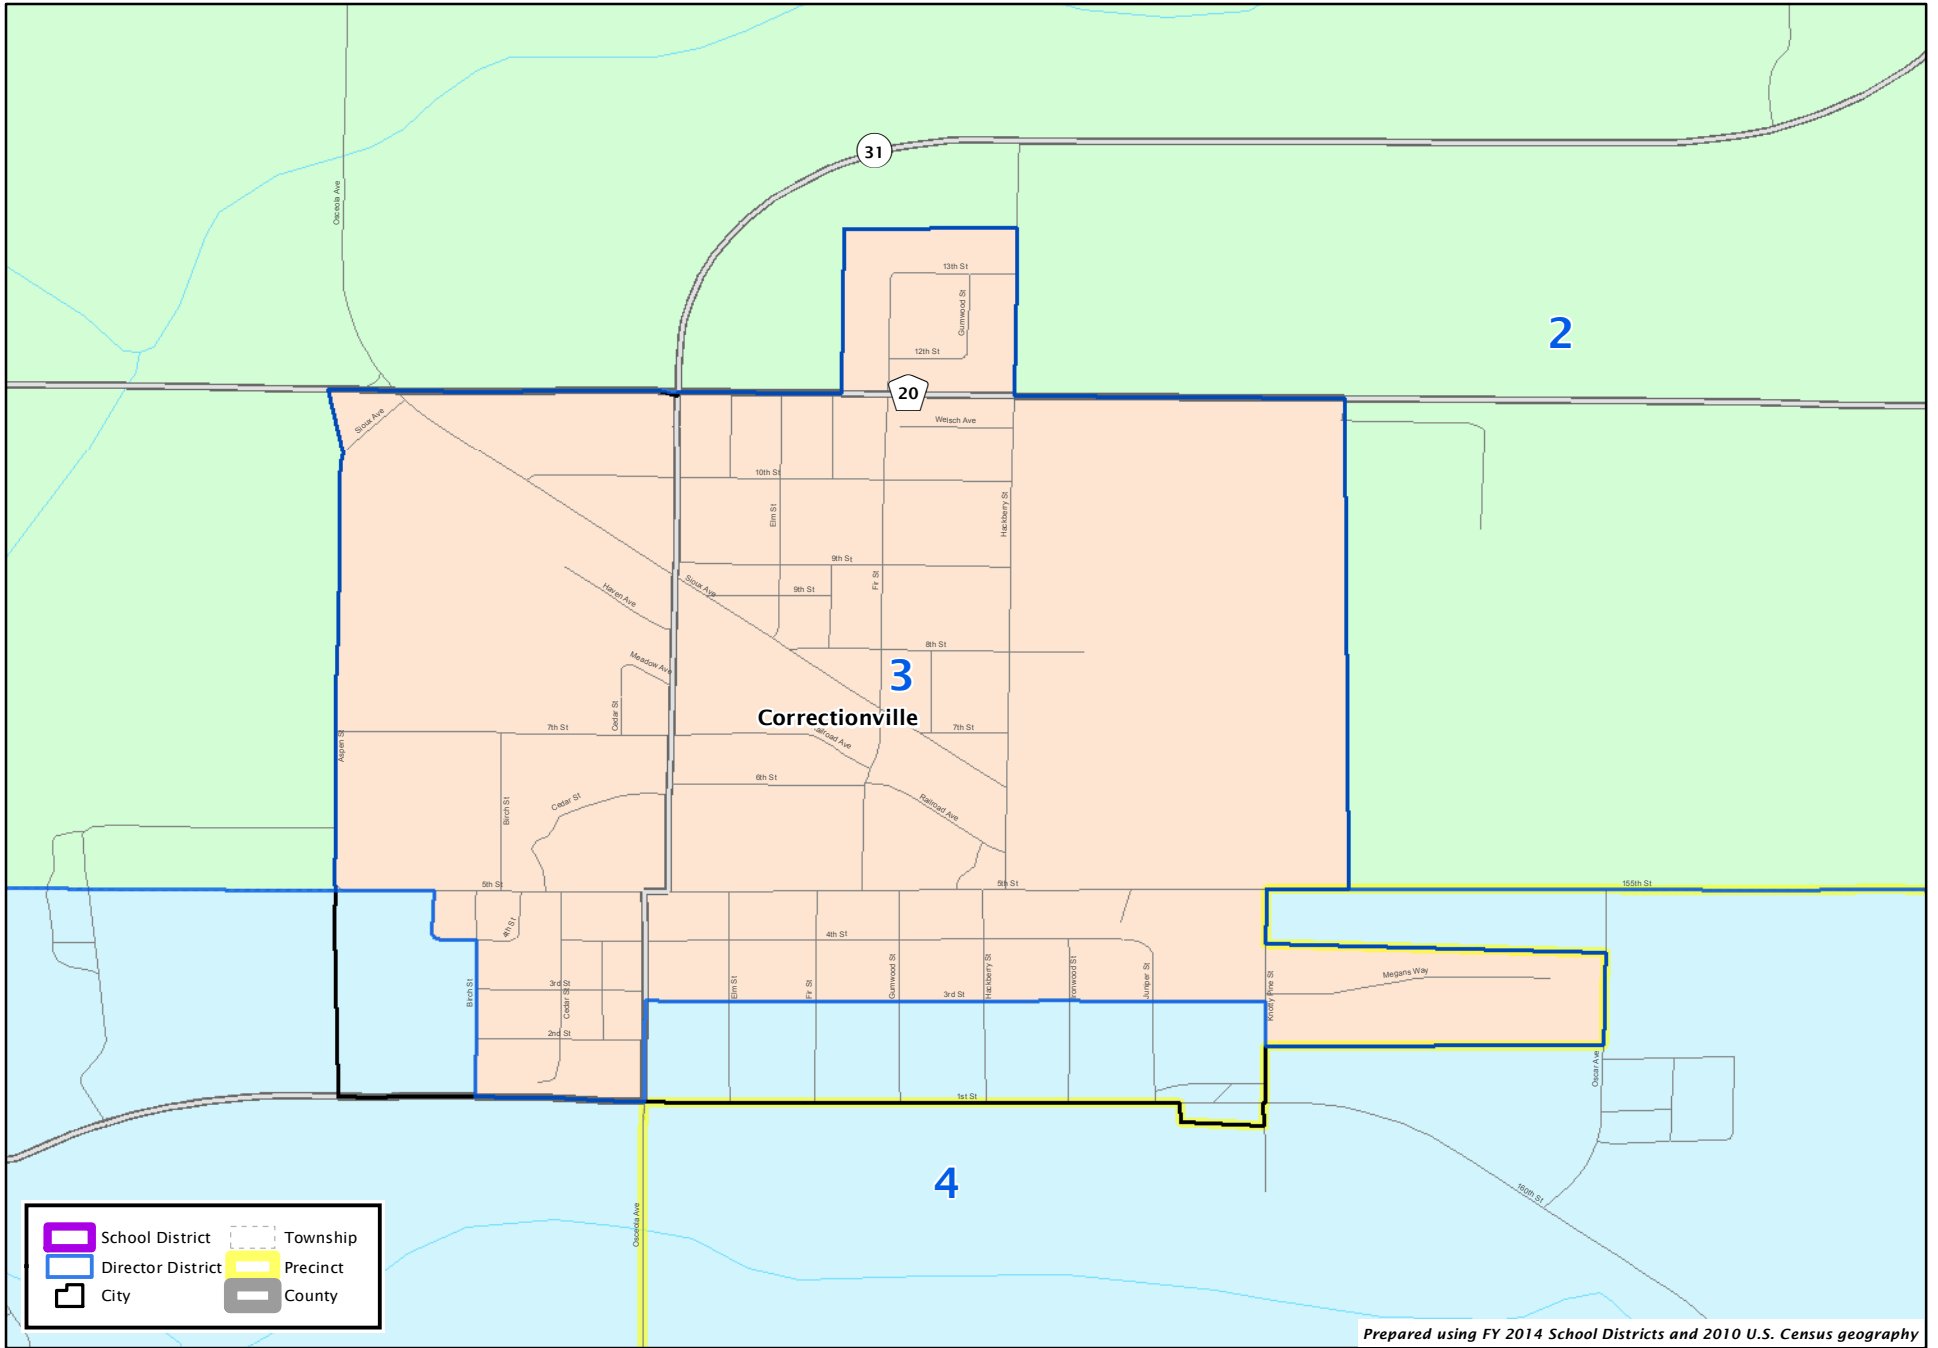 31
Osceola Ave
13th St
Gumwood St
2
12th St
20
Sioux Ave
Welsch Ave
10th St
Elm St
Hackberry St
9th St
Fir St
Haven Ave
Sioux Ave
9th St
8th St
Meadow Ave
3
Cedar St
Correctionville
7th St
7th St
Aspen St
6th St
Cedar St
Birch St
Railroad Ave
5th St
5th St
155th St
4th St
4th St
Birch St
3rd St
Cedar St
Elm St
Fir St
Gumwood St
Hackberry St
Ironwood St
Juniper St
Knotty Pine St
Megans Way
3rd St
2nd St
1st St
Oscar Ave
4
160th St
Osceola Ave
School District
Township
Director District
Precinct
City
County
Prepared using FY 2014 School Districts and 2010 U.S. Census geography